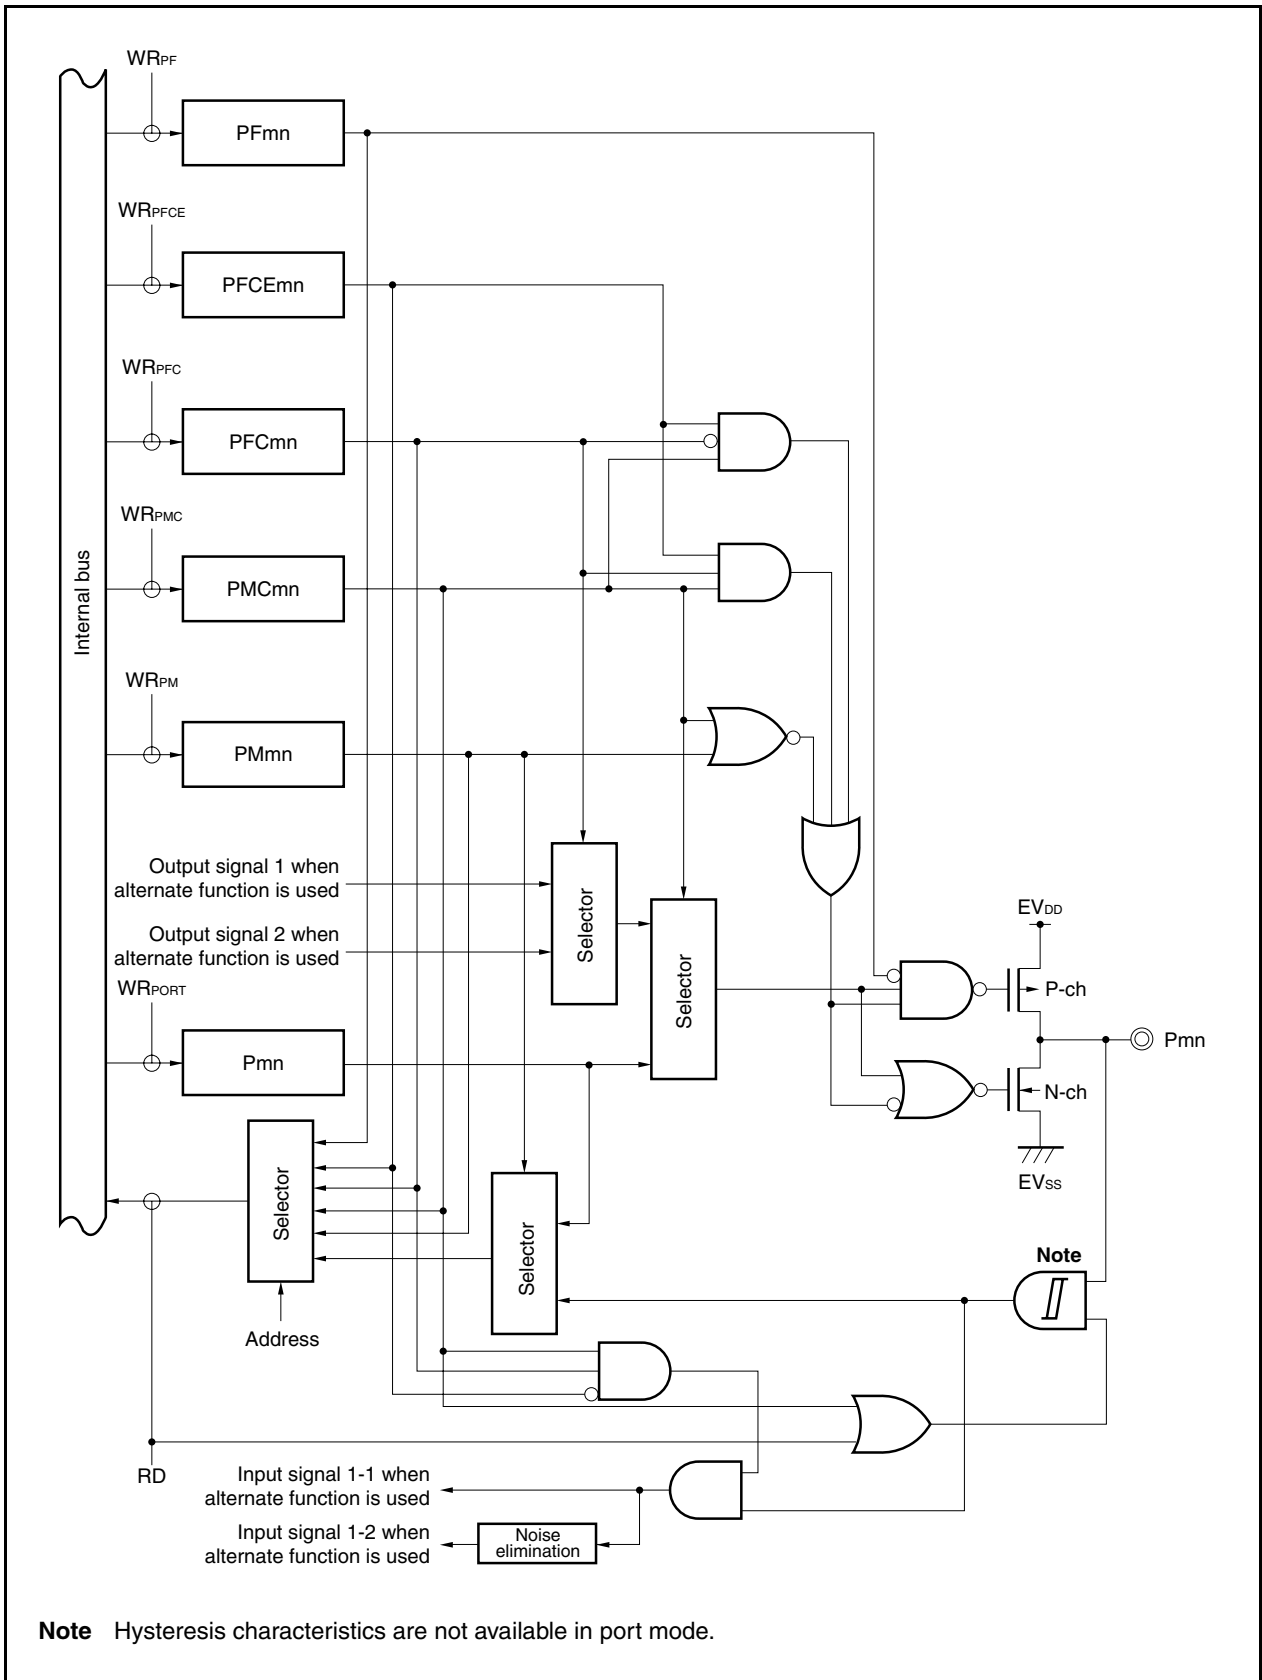 WRPF
PFmn
WRPFCE
PFCEmn
WRPFC
PFCmn
WRPMC
PMCmn
Internal bus
WRPM
PMmn
Output signal 1 when
alternate function is used
Output signal 2 when
alternate function is used
Selector
Selector
WRPORT
Pmn
EVDD
P-ch
Pmn
N-ch
EVSS
Selector
Selector
Address
Note
RD
Input signal 1-1 when
alternate function is used
Input signal 1-2 when
alternate function is used
Noise
elimination
Note Hysteresis characteristics are not available in port mode.